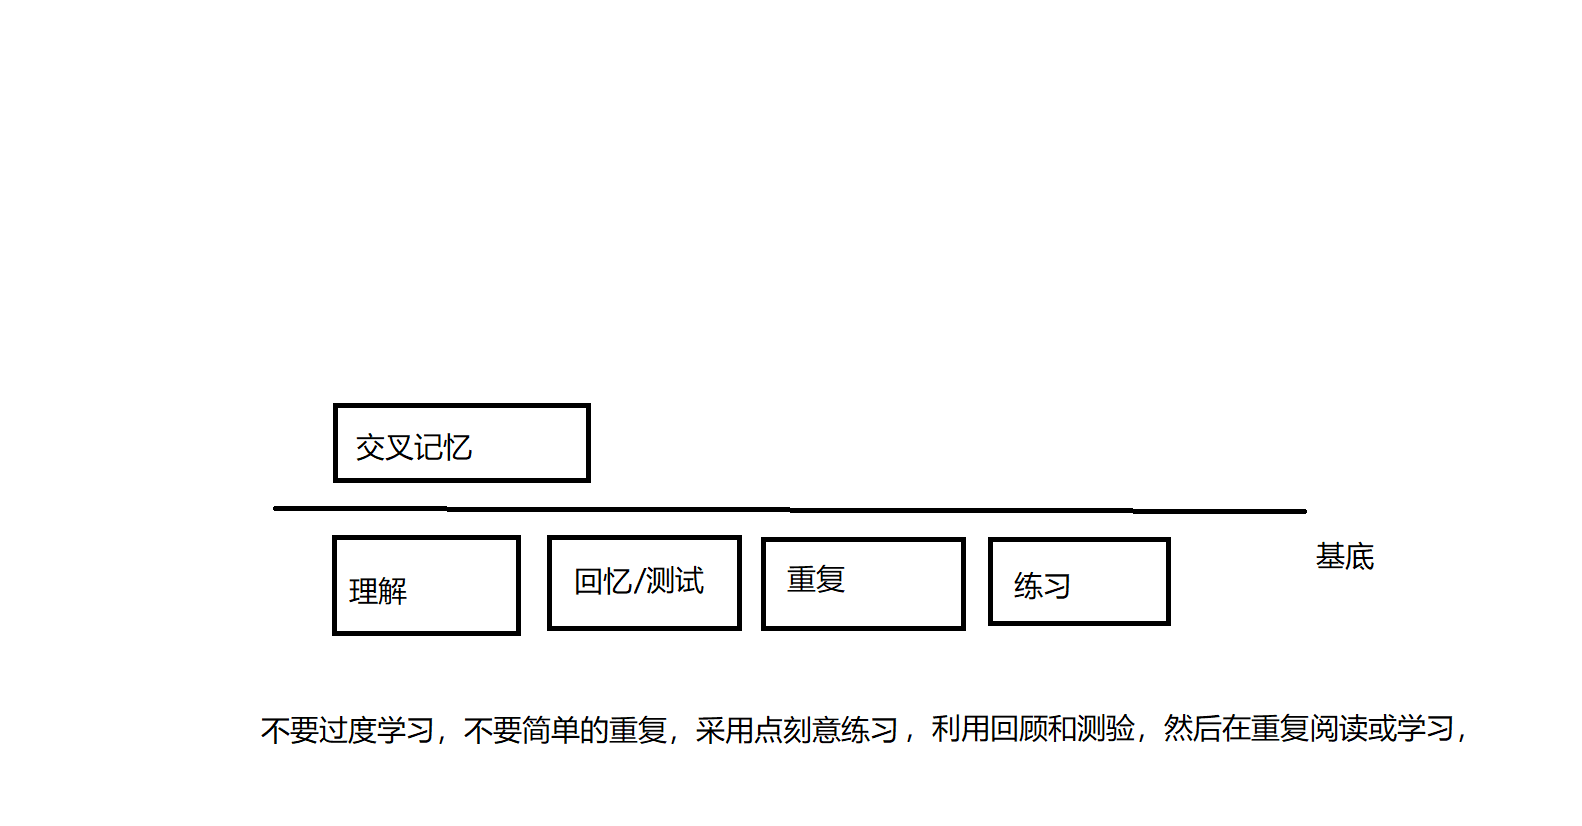 交叉记忆
基底
理解
回忆/测试
重复
练习
不要过度学习，不要简单的重复，采用点刻意练习，利用回顾和测验，然后在重复阅读或学习，